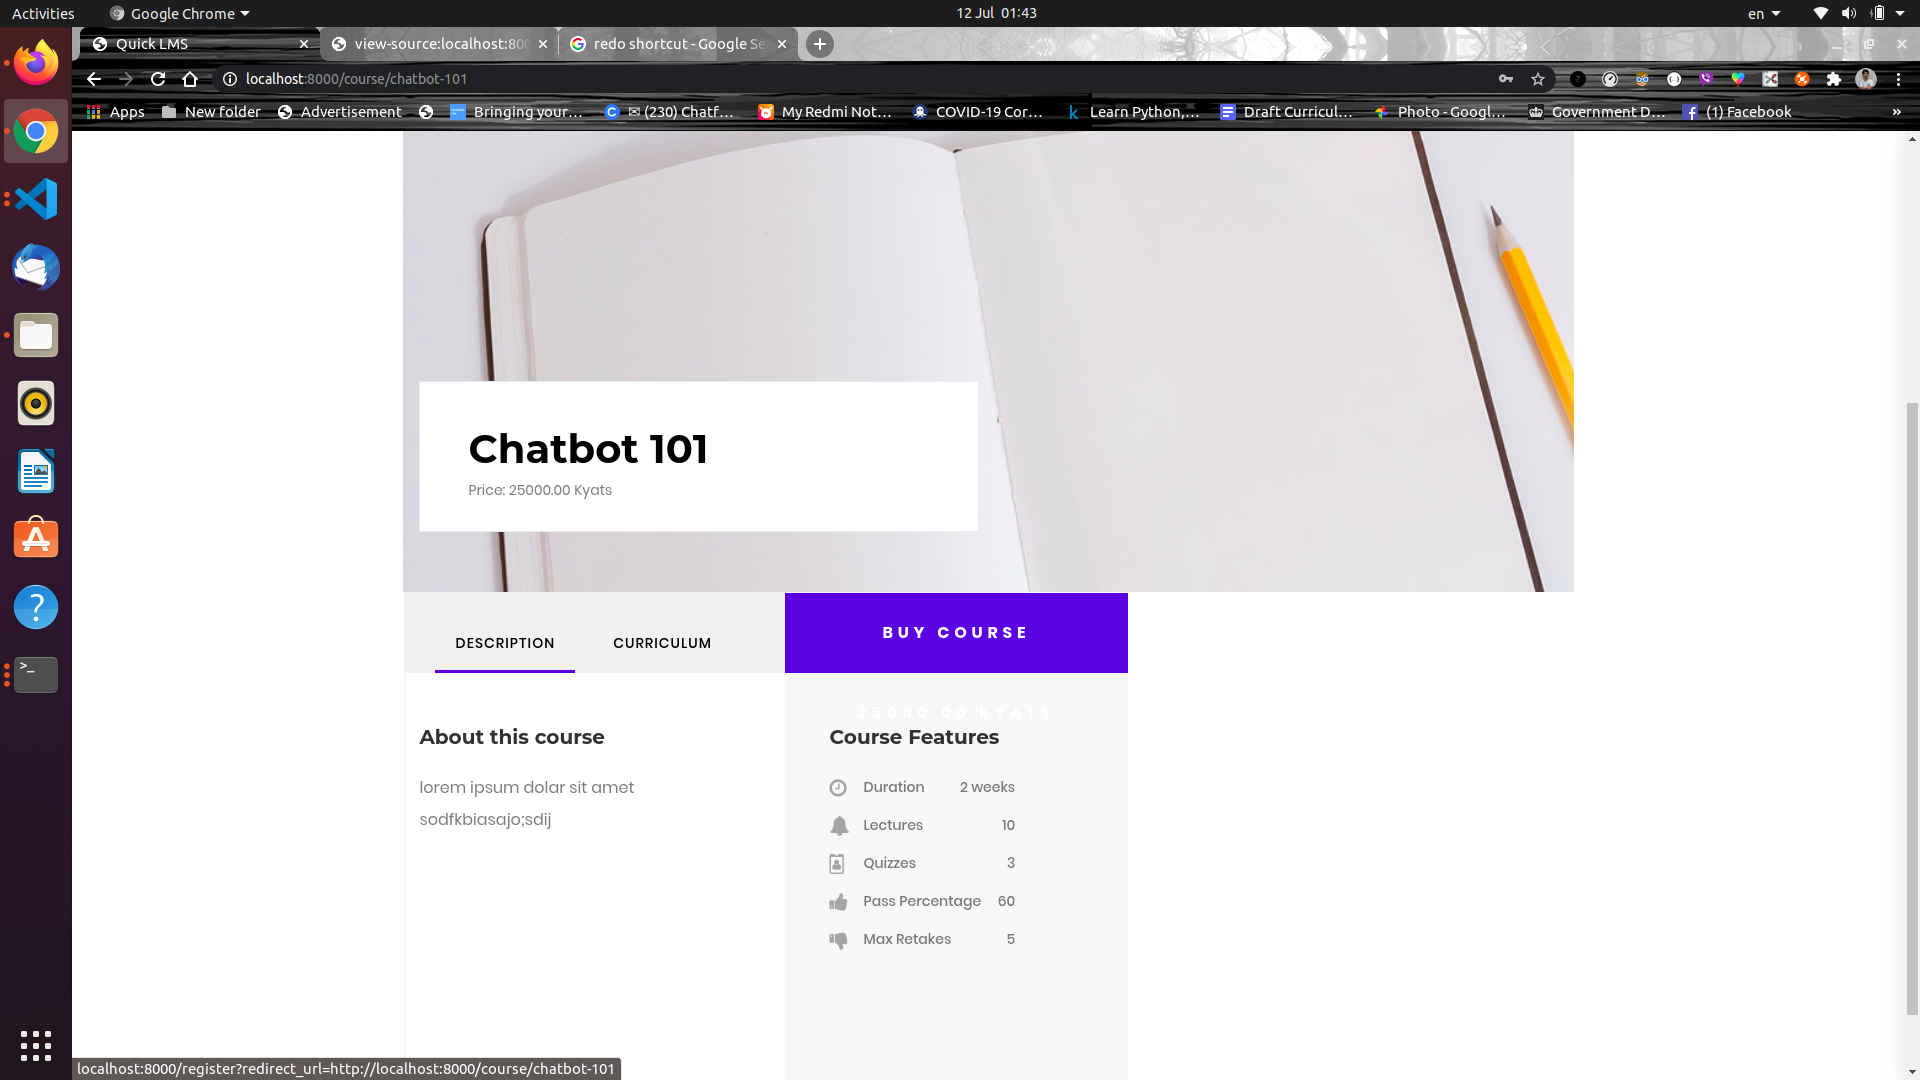 Activities
Google Chrome
12 Jul 01:43
en
Quick LMS
view-source:localhost:800
redo shortcut - Google Se
localhost:8000/course/chatbot-101
Apps
New folder
Advertisement
Bringing your...
✉ (230) Chatf...
My Redmi Not...
COVID-19 Cor...
Learn Python,...
Draft Curricul...
Photo - Googl...
Government D...
(1) Facebook
»
Chatbot 101
Price: 25000.00 Kyats
DESCRIPTION
CURRICULUM
BUY COURSE
25000.00 KYATS
About this course
lorem ipsum dolar sit amet
sodfkbiasajo;sdij
Course Features
Duration 2 weeks
Lectures 10
Quizzes 3
Pass Percentage 60
Max Retakes 5
localhost:8000/register?redirect_url=http://localhost:8000/course/chatbot-101